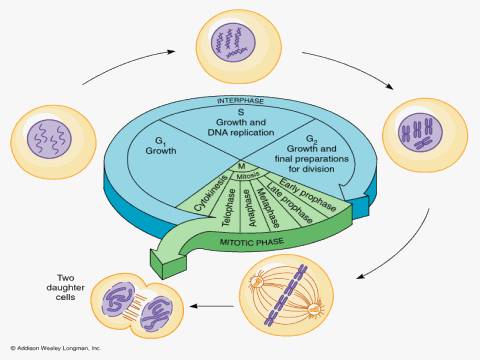 INTERPHASE
S
Growth and
DNA replication
G1
Growth
G2
Growth and
final preparations
for division
M
Mitosis
Cytokinesis
Telophase
Anaphase
Metaphase
Late prophase
Early prophase
MITOTIC PHASE
Two
daughter
cells
© Addison Wesley Longman, Inc.